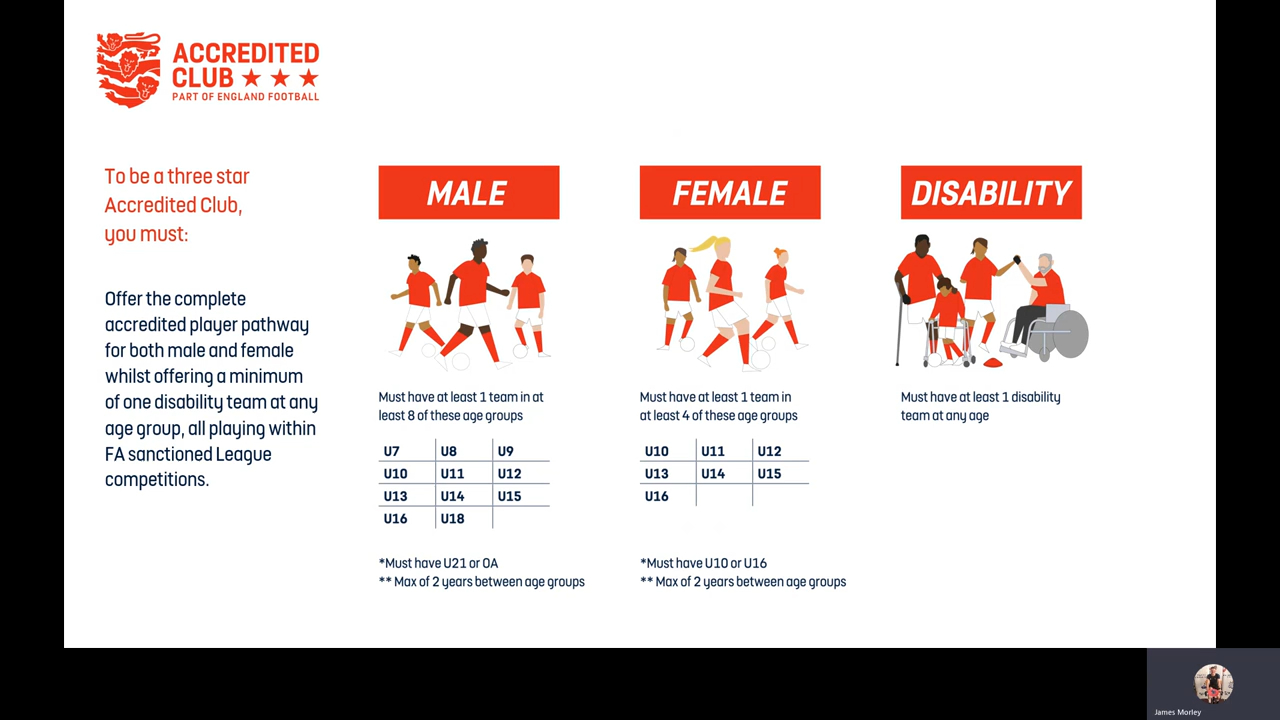 ACCREDITED
CLUB ★ ★ ★
PART OF ENGLAND FOOTBALL
To be a three star
Accredited Club,
you must:
Offer the complete
accredited player pathway
for both male and female
whilst offering a minimum
of one disability team at any
age group, all playing within
FA sanctioned League
competitions.
MALE
Must have at least 1 team in at
least 8 of these age groups
U7 U8 U9
U10 U11 U12
U13 U14 U15
U16 U18
*Must have U21 or OA
** Max of 2 years between age groups
FEMALE
Must have at least 1 team in
at least 4 of these age groups
U10 U11 U12
U13 U14 U15
U16
*Must have U10 or U16
** Max of 2 years between age groups
DISABILITY
Must have at least 1 disability
team at any age
James Morley